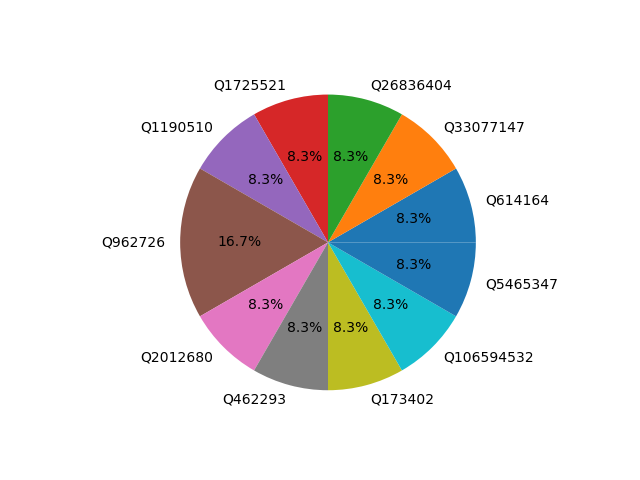 Q1725521
Q26836404
Q1190510
Q33077147
8.3%
8.3%
8.3%
8.3%
Q614164
8.3%
Q962726
16.7%
8.3%
Q5465347
8.3%
8.3%
8.3%
8.3%
Q2012680
Q106594532
Q462293
Q173402